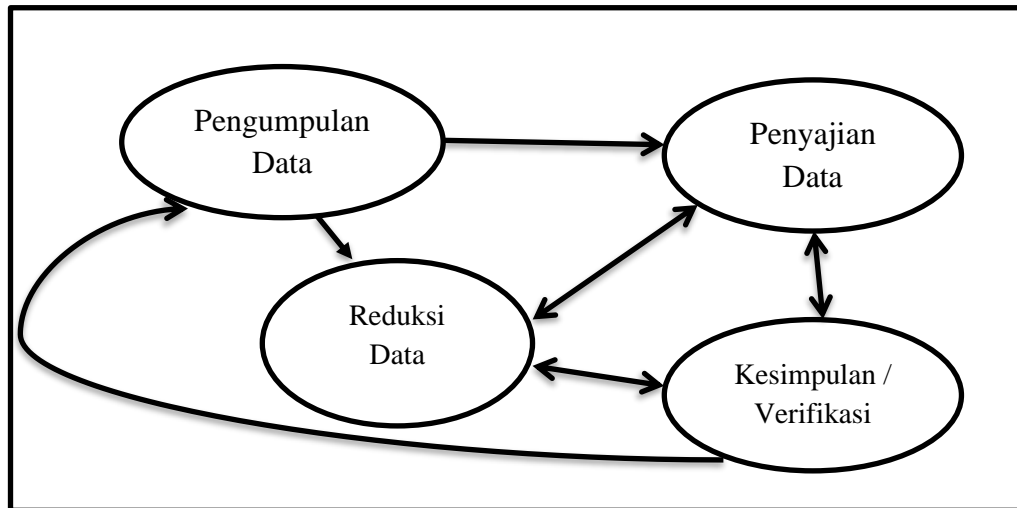 Pengumpulan
Data
Penyajian
Data
Reduksi
Data
Kesimpulan /
Verifikasi